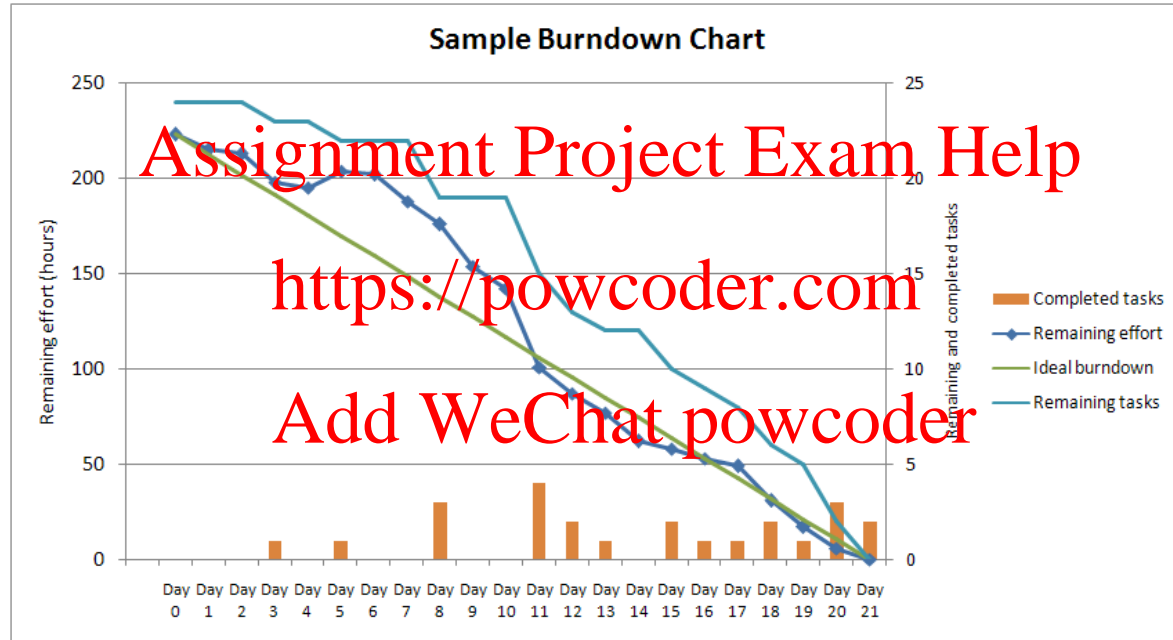 Sample Burndown Chart
250
200
150
100
50
0
25
20
15
10
5
0
Remaining effort (hours)
Remaining and completed tasks
Assignment Project Exam Help
https://powcoder.com
Add WeChat powcoder
Completed tasks
Remaining effort
Ideal burndown
Remaining tasks
Day Day Day Day Day Day Day Day Day Day Day Day Day Day Day Day Day Day Day Day Day Day
0 1 2 3 4 5 6 7 8 9 10 11 12 13 14 15 16 17 18 19 20 21